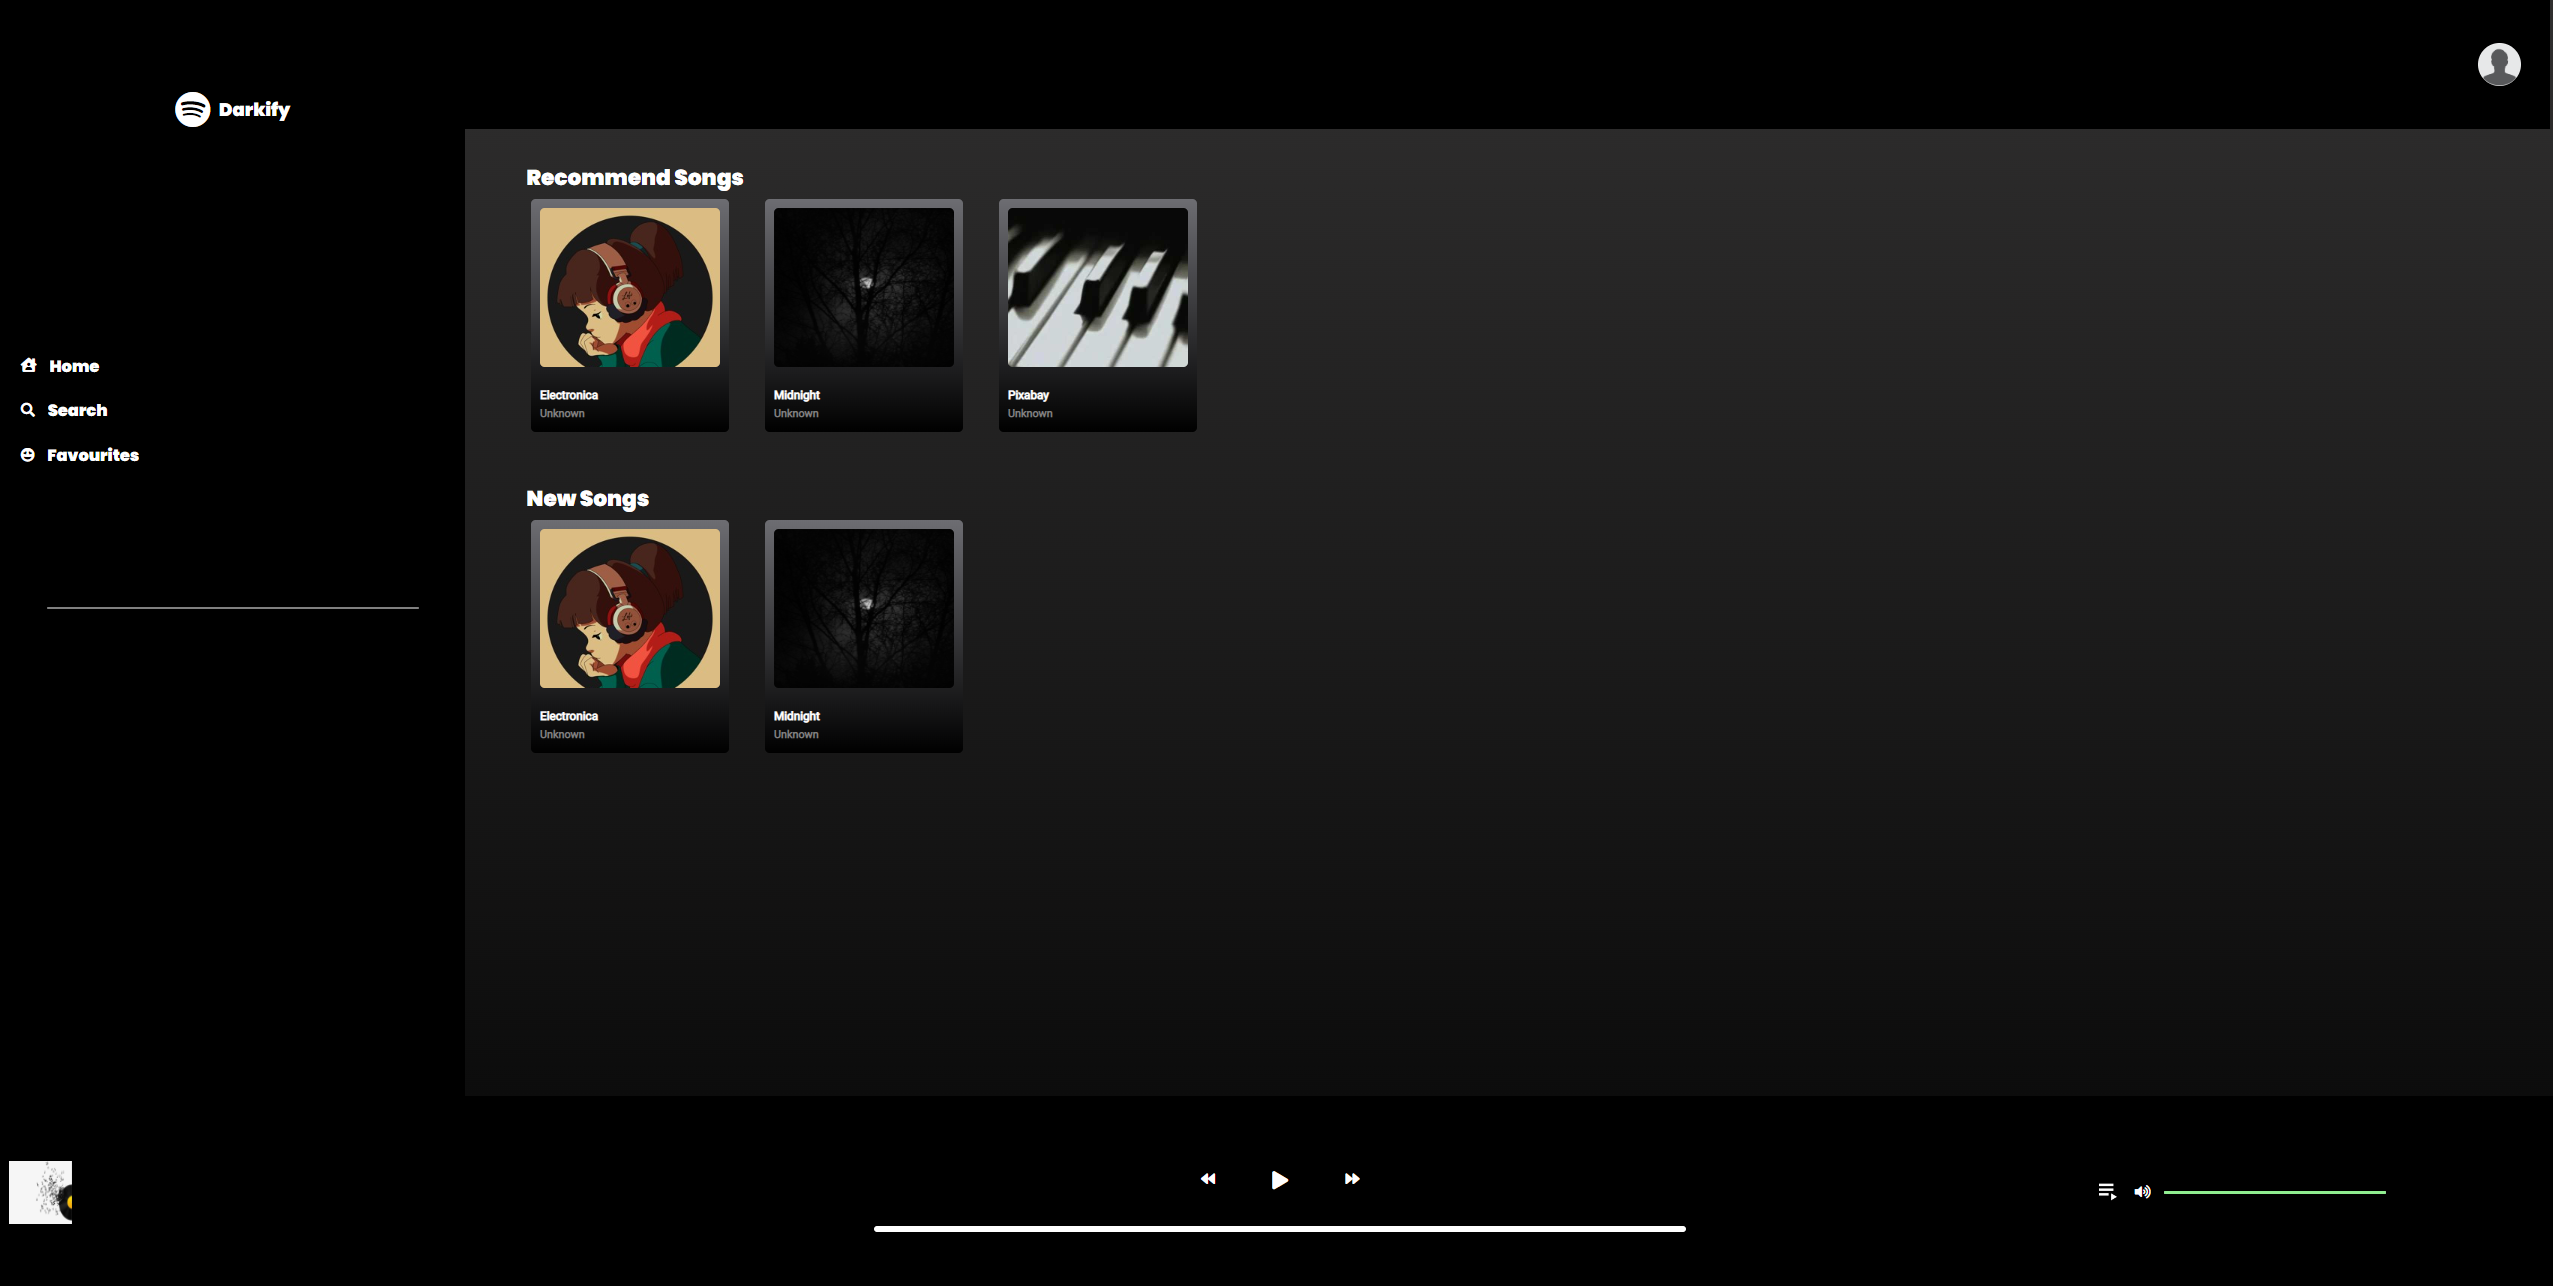 Darkify
Home
Search
Favourites
Recommend Songs
Electronica
Unknown
Midnight
Unknown
Pixabay
Unknown
New Songs
Electronica
Unknown
Midnight
Unknown